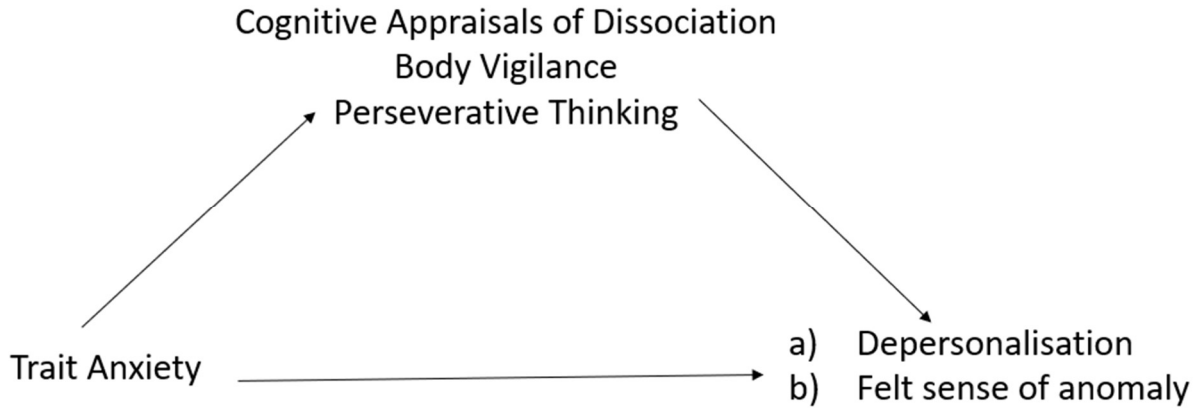 Cognitive Appraisals of Dissociation
Body Vigilance
Perseverative Thinking
Trait Anxiety
a) Depersonalisation
b) Felt sense of anomaly